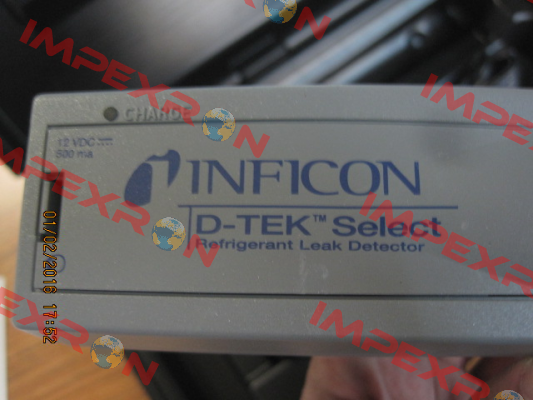 CHARGE
12 VDC
500 ma
INFICON
D-TEK™ Select
Refrigerant Leak Detector
01/02/2016 17:52
IMPEXRON
IMPEXRON
IMPEXRON
IMPEXRON
IMPEXRON
IMPEXRON